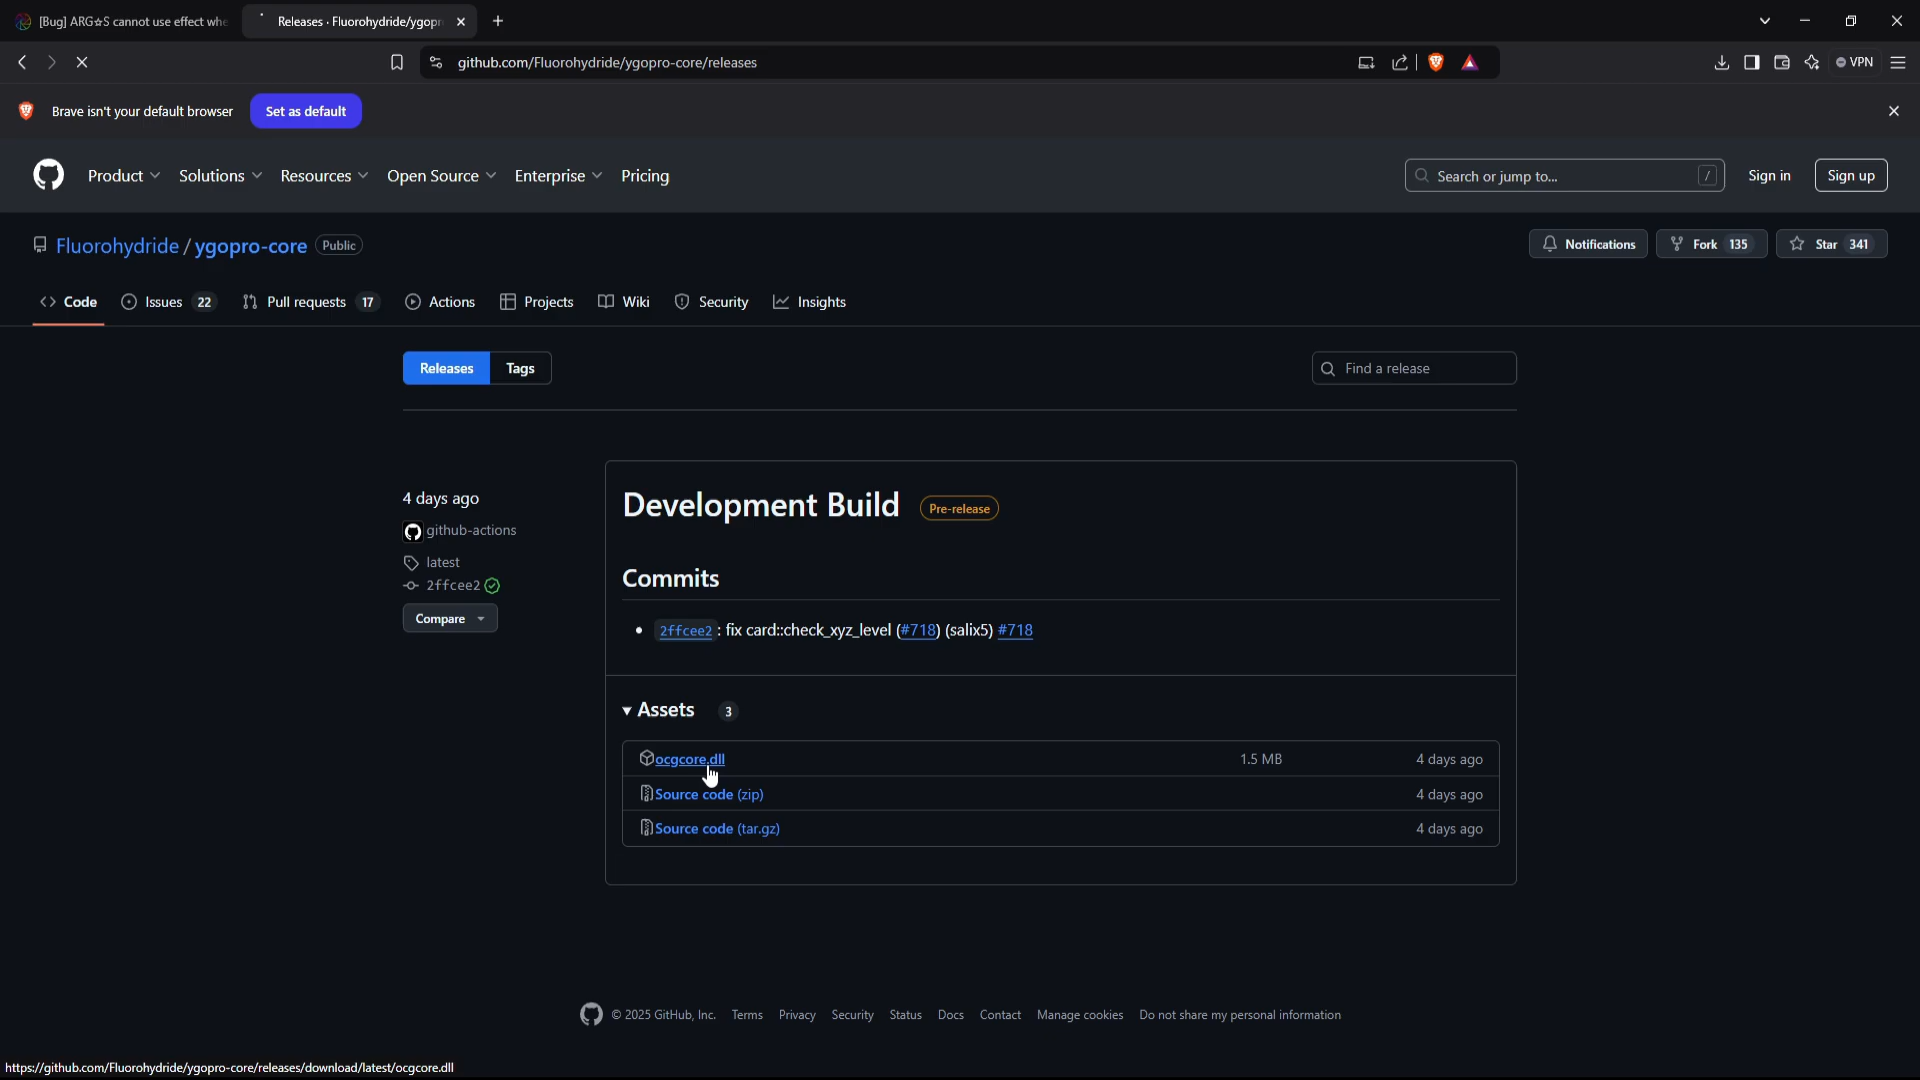 [Bug] ARG☆S cannot use effect whe
Releases · Fluorohydride/ygopr
github.com/Fluorohydride/ygopro-core/releases
VPN
Brave isn't your default browser
Set as default
Product
Solutions
Resources
Open Source
Enterprise
Pricing
Search or jump to...
/
Sign in
Sign up
Fluorohydride / ygopro-core
Public
Notifications
Fork 135
Star 341
Code
Issues 22
Pull requests 17
Actions
Projects
Wiki
Security
Insights
Releases
Tags
Find a release
4 days ago
github-actions
latest
2ffcee2
Compare
Development Build
Pre-release
Commits
2ffcee2 : fix card::check_xyz_level (#718) (salix5) #718
Assets 3
ocgcore.dll 1.5 MB 4 days ago
Source code (zip) 4 days ago
Source code (tar.gz) 4 days ago
© 2025 GitHub, Inc. Terms Privacy Security Status Docs Contact Manage cookies Do not share my personal information
https://github.com/Fluorohydride/ygopro-core/releases/download/latest/ocgcore.dll